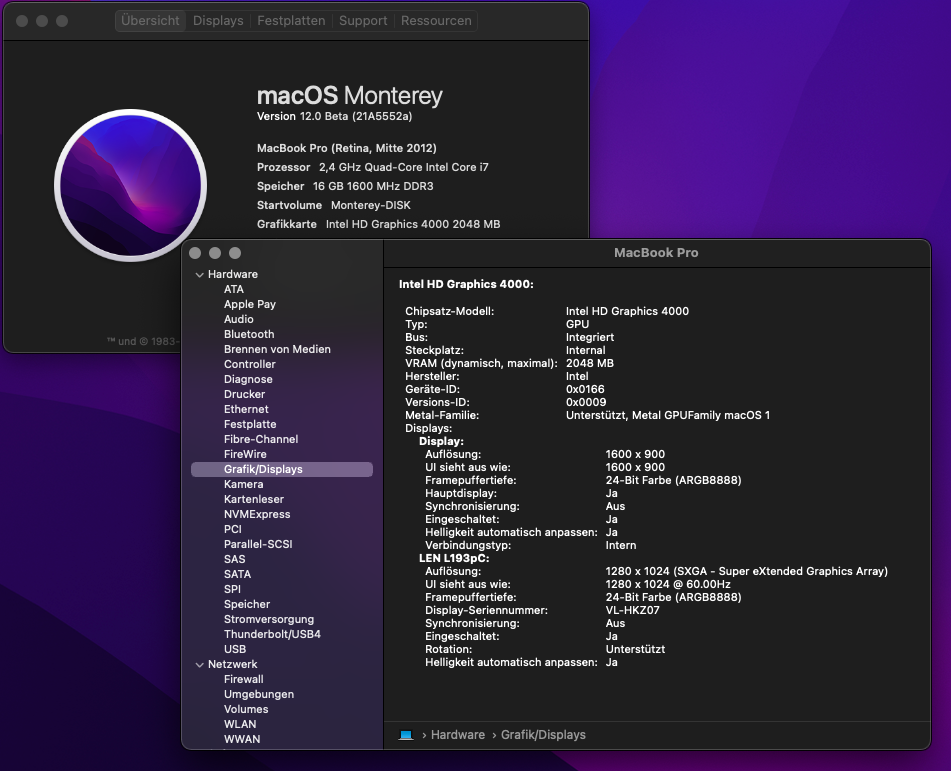 Übersicht Displays Festplatten Support Ressourcen
macOS Monterey
Version 12.0 Beta (21A5552a)
MacBook Pro (Retina, Mitte 2012)
Prozessor 2,4 GHz Quad-Core Intel Core i7
Speicher 16 GB 1600 MHz DDR3
Startvolume Monterey-DISK
Grafikkarte Intel HD Graphics 4000 2048 MB
™ und © 1983-
MacBook Pro
Hardware
ATA
Apple Pay
Audio
Bluetooth
Brennen von Medien
Controller
Diagnose
Drucker
Ethernet
Festplatte
Fibre-Channel
FireWire
Grafik/Displays
Kamera
Kartenleser
NVMExpress
PCI
Parallel-SCSI
SAS
SATA
SPI
Speicher
Stromversorgung
Thunderbolt/USB4
USB
Netzwerk
Firewall
Umgebungen
Volumes
WLAN
WWAN
Intel HD Graphics 4000:
Chipsatz-Modell: Intel HD Graphics 4000
Typ: GPU
Bus: Integriert
Steckplatz: Internal
VRAM (dynamisch, maximal): 2048 MB
Hersteller: Intel
Geräte-ID: 0x0166
Versions-ID: 0x0009
Metal-Familie: Unterstützt, Metal GPUFamily macOS 1
Displays:
Display:
Auflösung: 1600 x 900
UI sieht aus wie: 1600 x 900
Framepuffertiefe: 24-Bit Farbe (ARGB8888)
Hauptdisplay: Ja
Synchronisierung: Aus
Eingeschaltet: Ja
Helligkeit automatisch anpassen: Ja
Verbindungstyp: Intern
LEN L193pC:
Auflösung: 1280 x 1024 (SXGA - Super eXtended Graphics Array)
UI sieht aus wie: 1280 x 1024 @ 60.00Hz
Framepuffertiefe: 24-Bit Farbe (ARGB8888)
Display-Seriennummer: VL-HKZ07
Synchronisierung: Aus
Eingeschaltet: Ja
Rotation: Unterstützt
Helligkeit automatisch anpassen: Ja
› Hardware › Grafik/Displays